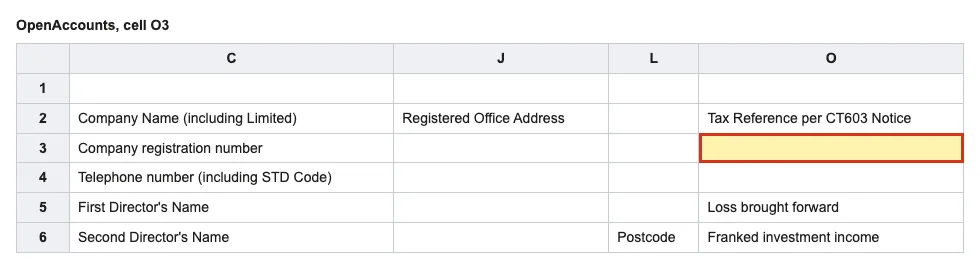 OpenAccounts, cell O3
C J L O
1
2 Company Name (including Limited) Registered Office Address Tax Reference per CT603 Notice
3 Company registration number
4 Telephone number (including STD Code)
5 First Director's Name Loss brought forward
6 Second Director's Name Postcode Franked investment income